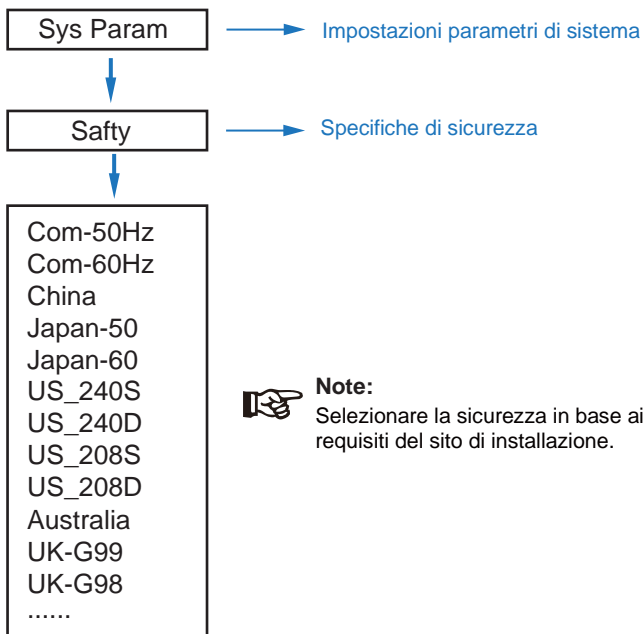 Sys Param
Impostazioni parametri di sistema
Safty
Specifiche di sicurezza
Com-50Hz
Com-60Hz
China
Japan-50
Japan-60
US_240S
US_240D
US_208S
US_208D
Australia
UK-G99
UK-G98
......
Note:
Selezionare la sicurezza in base ai
requisiti del sito di installazione.